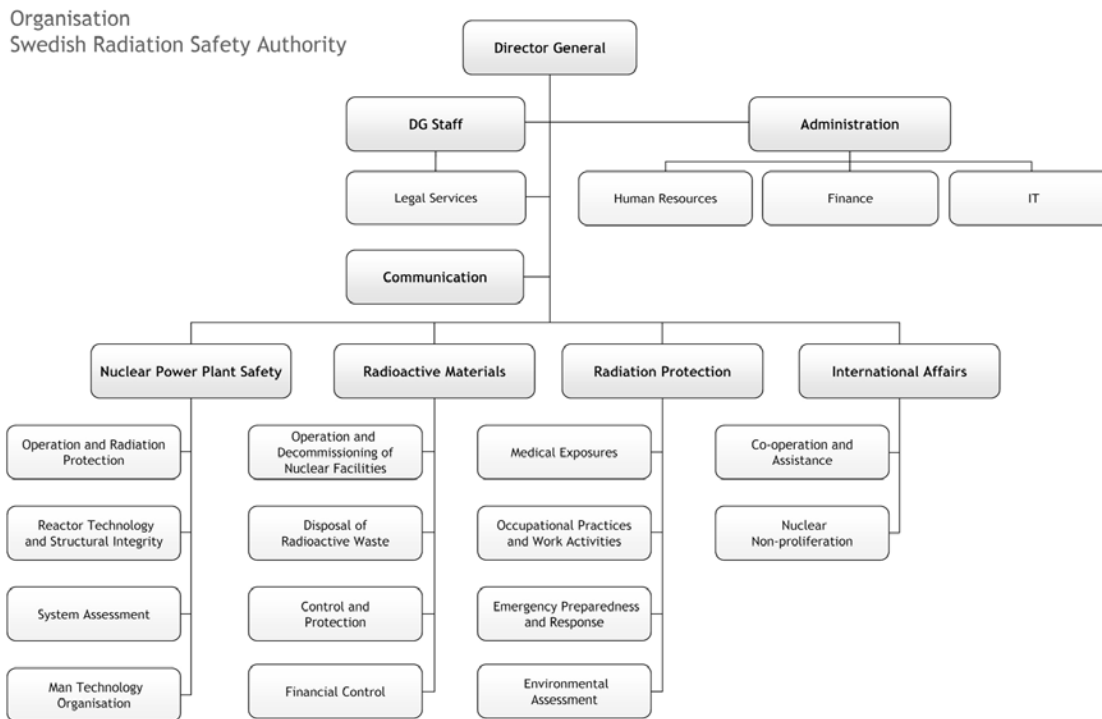 Organisation
Swedish Radiation Safety Authority
Director General
DG Staff
Administration
Legal Services
Human Resources
Finance
IT
Communication
Nuclear Power Plant Safety
Radioactive Materials
Radiation Protection
International Affairs
Operation and Radiation
Protection
Operation and
Decommissioning of
Nuclear Facilities
Medical Exposures
Co-operation and
Assistance
Reactor Technology
and Structural Integrity
Disposal of
Radioactive Waste
Occupational Practices
and Work Activities
Nuclear
Non-proliferation
System Assessment
Control and
Protection
Emergency Preparedness
and Response
Man Technology
Organisation
Financial Control
Environmental
Assessment